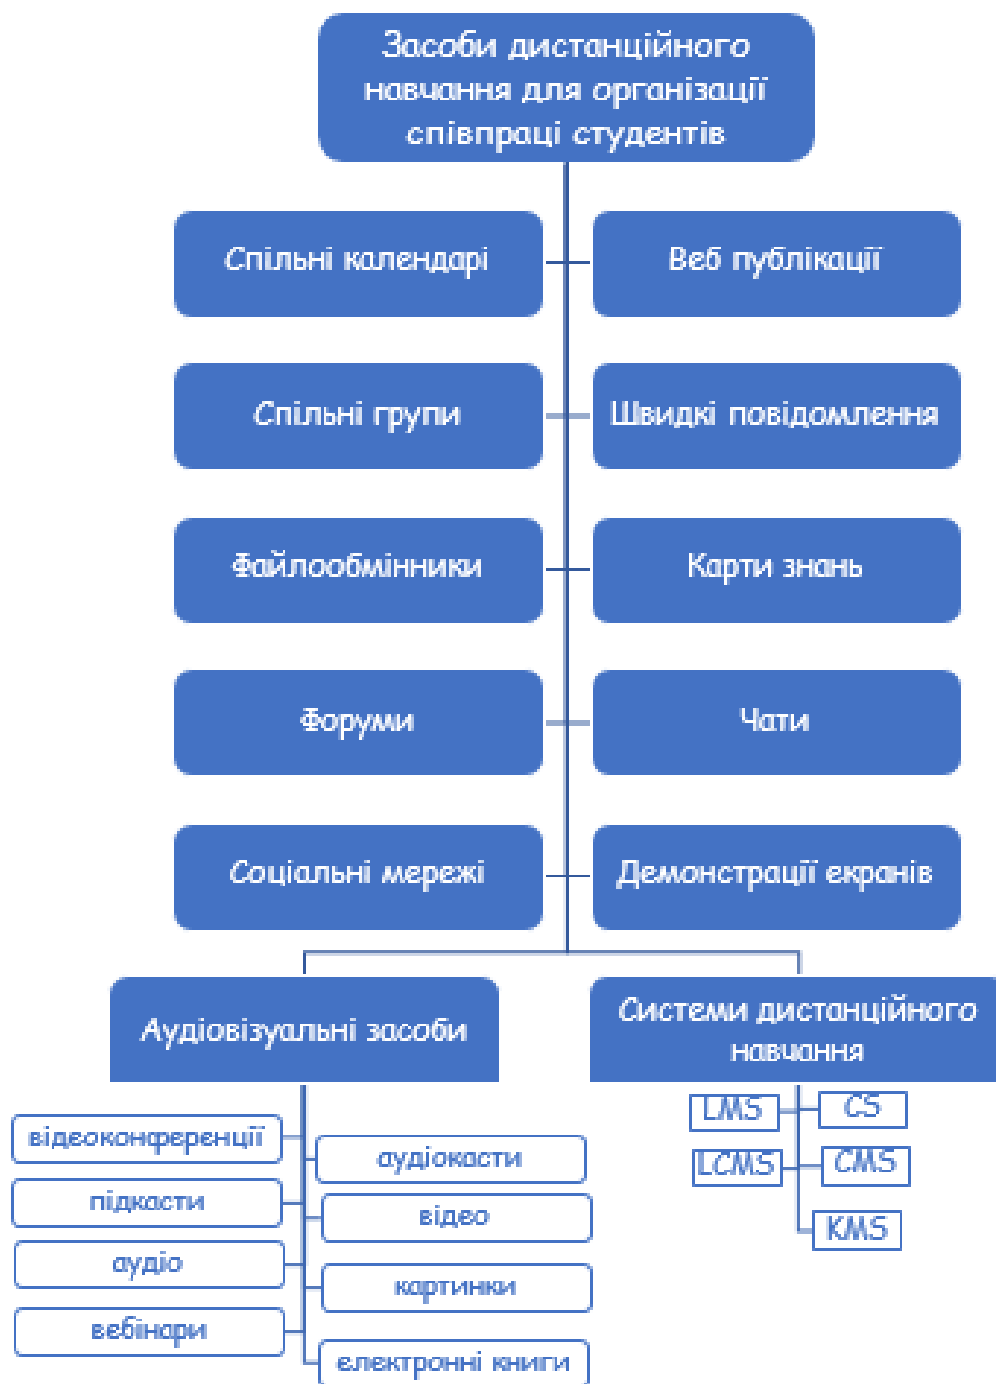 Засоби дистанційного
навчання для організації
співпраці студентів
Спільні календарі
Веб публікації
Спільні групи
Швидкі повідомлення
Файлообмінники
Карти знань
Форуми
Чати
Соціальні мережі
Демонстрації екранів
Аудіовізуальні засоби
Системи дистанційного
навчання
відеоконференції
аудіокасти
підкасти
відео
аудіо
картинки
вебінари
електронні книги
LMS
CS
LCMS
CMS
KMS